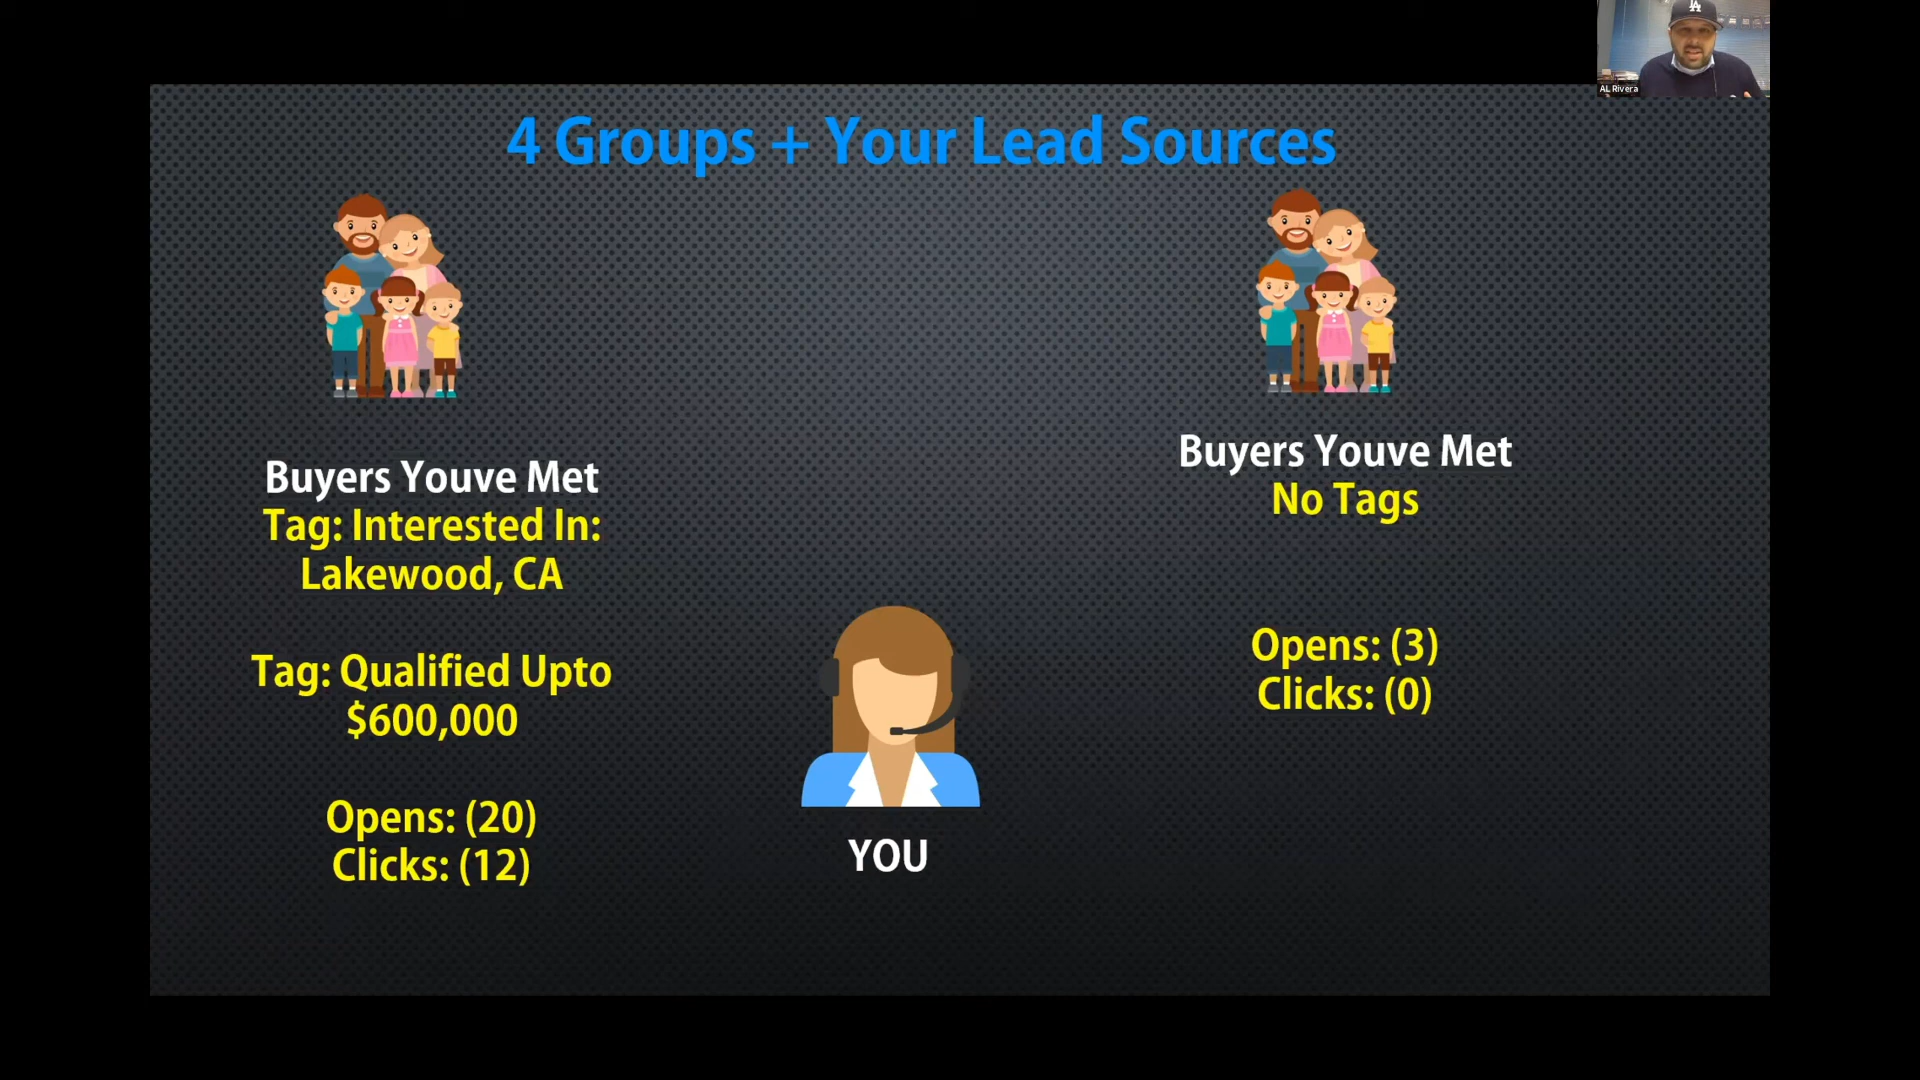 LA
AL Rivera
4 Groups + Your Lead Sources
Buyers Youve Met
Tag: Interested In:
Lakewood, CA
Tag: Qualified Upto
$600,000
Opens: (20)
Clicks: (12)
YOU
Buyers Youve Met
No Tags
Opens: (3)
Clicks: (0)